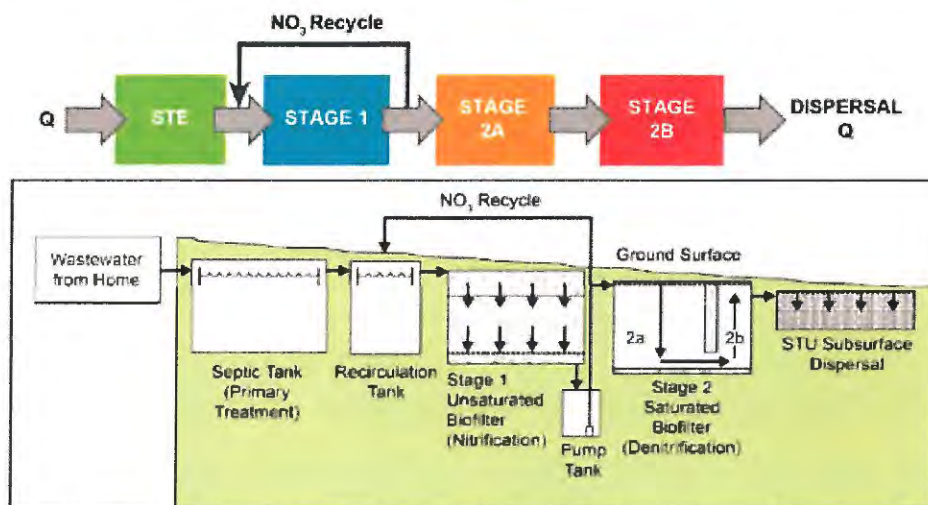 NO3 Recycle
Q
STE
STAGE 1
STAGE
2A
STAGE
2B
DISPERSAL
Q
NO3 Recycle
Wastewater
from Home
Ground Surface
2a
2b
Septic Tank
(Primary
Treatment)
Recirculation
Tank
Stage 1
Unsaturated
Biofilter
(Nitrification)
Pump
Tank
Stage 2
Saturated
Biofilter
(Denitrification)
STU Subsurface
Dispersal